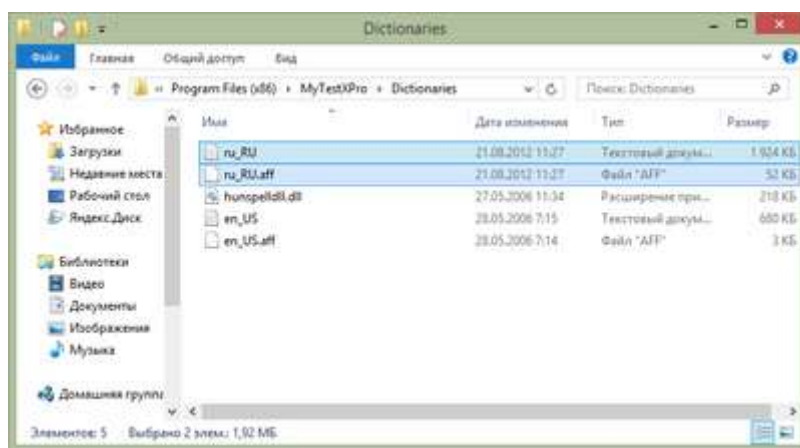 Dictionaries
Файл Главная Общий доступ Вид
« Program Files (x86) MyTestXPro Dictionaries Поиск: Dictionaries
Избранное
Загрузки
Недавние места
Рабочий стол
Яндекс.Диск
Библиотеки
Видео
Документы
Изображения
Музыка
Домашняя группа
Имя Дата изменения Тип Размер
ru_RU 21.08.2012 11:27 Текстовый докум... 1 924 КБ
ru_RU.aff 21.08.2012 11:27 Файл "AFF" 52 КБ
hunspelldll.dll 27.05.2006 11:34 Расширение при... 218 КБ
en_US 28.05.2006 7:15 Текстовый докум... 680 КБ
en_US.aff 28.05.2006 7:14 Файл "AFF" 3 КБ
Элементов: 5 Выбрано 2 элем.: 1,92 МБ